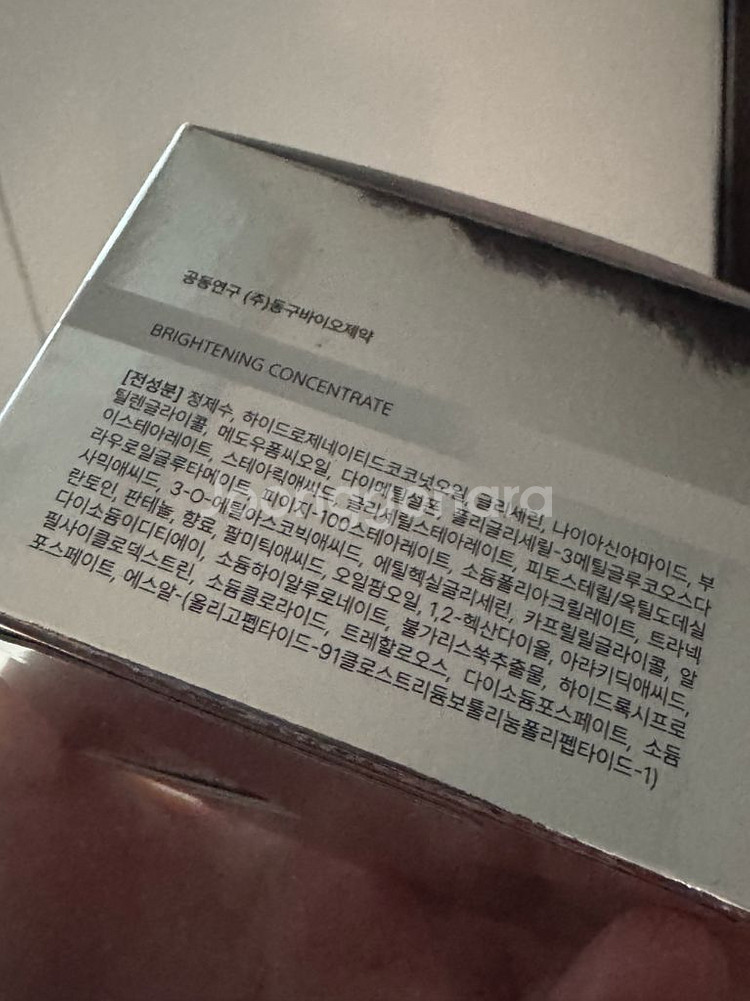 공동연구 (주)동구바이오제약
BRIGHTENING CONCENTRATE
[전성분] 정제수, 하이드로제네이티드코코넛오일, 글리세린, 나이아신아마이드, 부
틸렌글라이콜, 메도우폼씨오일, 다이메틸설폰, 폴리글리세릴-3메틸글루코오스다
이스테아레이트, 스테아릭애씨드, 글리세릴스테아레이트, 피토스테릴/옥틸도데실
라우로일글루타메이트, 피이지-100스테아레이트, 소듐폴리아크릴레이트, 트라넥
사믹애씨드, 3-O-에틸아스코빅애씨드, 에틸헥실글리세린, 카프릴릴글라이콜, 알
란토인, 판테놀, 향료, 팔미틱애씨드, 오일팜오일, 1,2-헥산다이올, 아라키딕애씨드,
다이소듐이디티에이, 소듐하이알루로네이트, 불가리스쑥추출물, 하이드록시프로
필사이클로덱스트린, 소듐클로라이드, 트레할로오스, 다이소듐포스페이트, 소듐
포스페이트, 에스알-(올리고펩타이드-91클로스트리듐보툴리눔폴리펩타이드-1)
Joonggonara